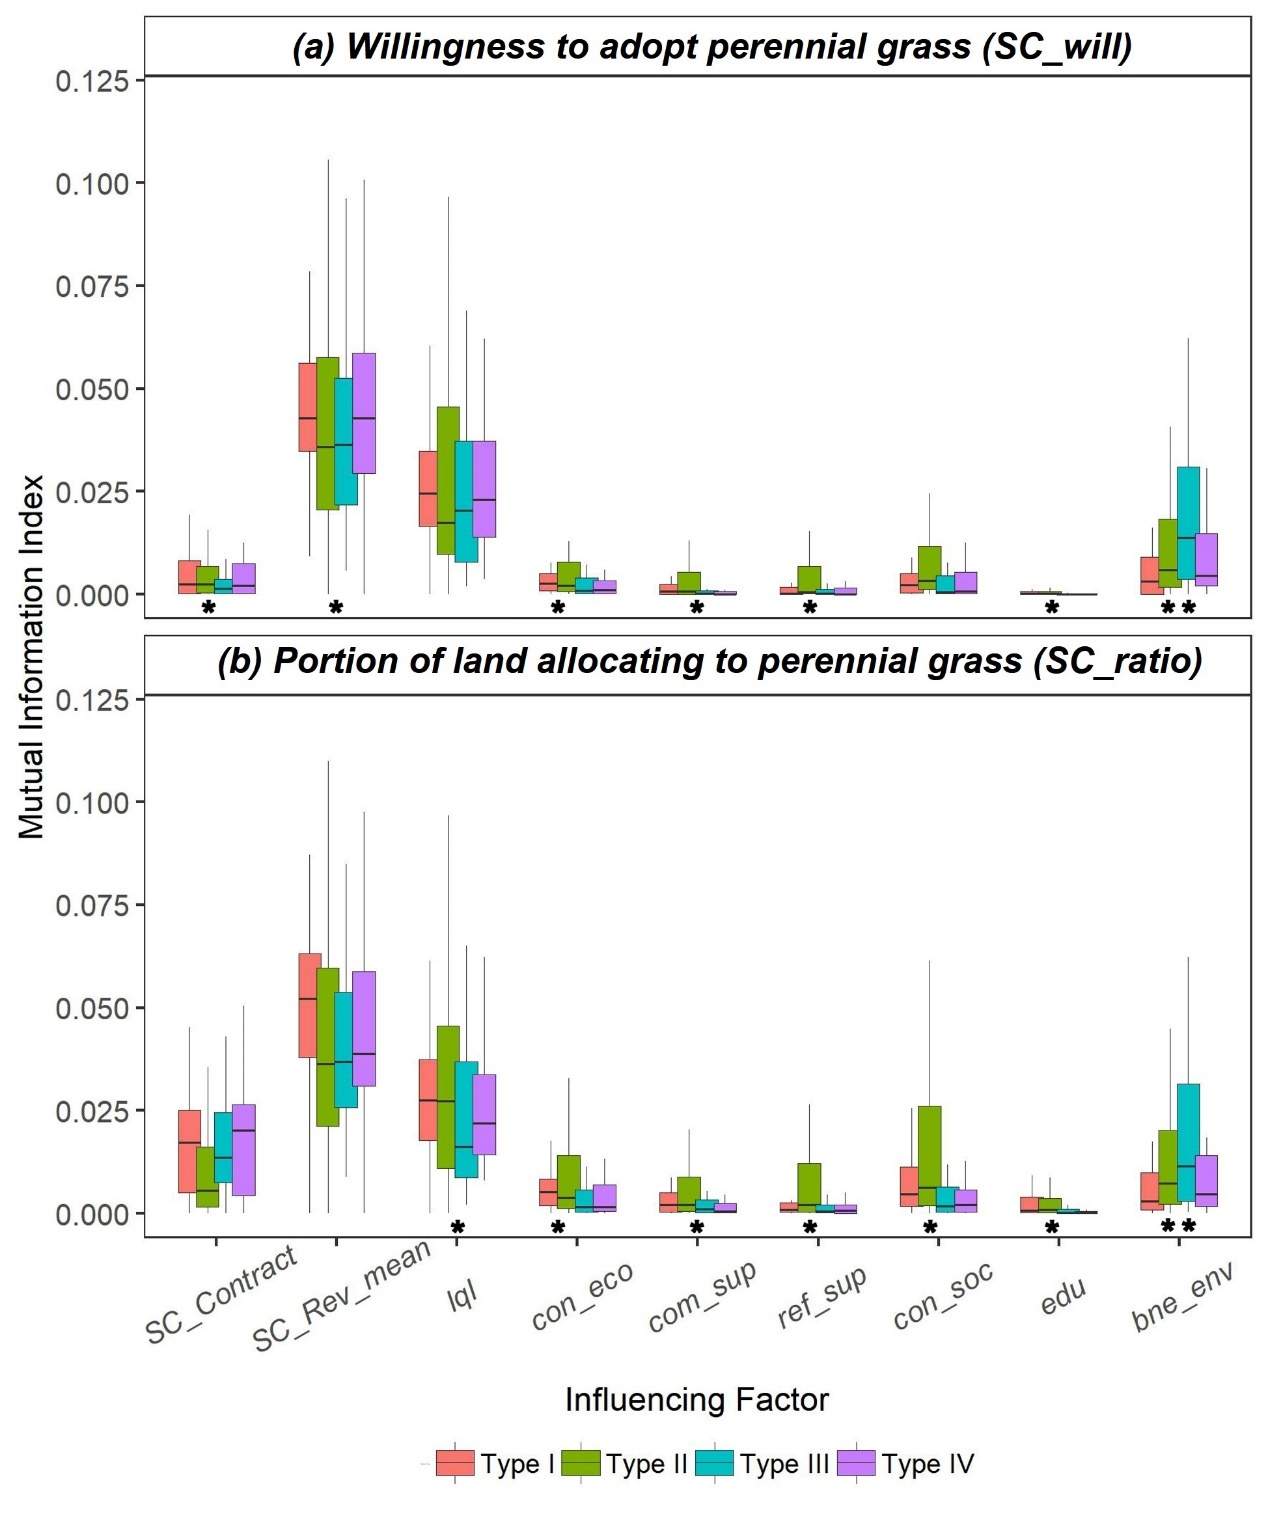 (a) Willingness to adopt perennial grass (SC_will)
0.125
0.100
0.075
0.050
0.025
0.000
* * * * * * * *
Mutual Information Index
(b) Portion of land allocating to perennial grass (SC_ratio)
0.125
0.100
0.075
0.050
0.025
0.000
* * * * * * * *
SC_Contract SC_Rev_mean lql con_eco com_sup ref_sup con_soc edu bne_env
Influencing Factor
Type I Type II Type III Type IV